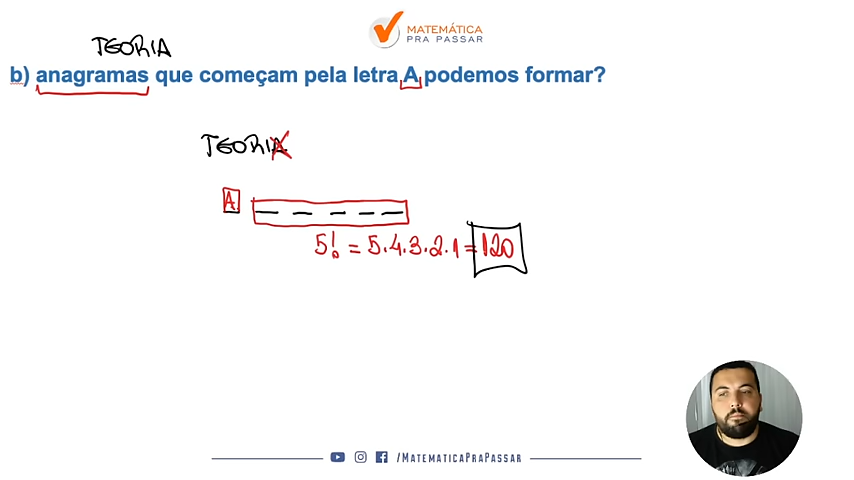 MATEMÁTICA
PRA PASSAR
TEORIA
b) anagramas que começam pela letra A podemos formar?
TEORIA
A
5! = 5.4.3.2.1 = 120
/MATEMATICAPRAPASSAR